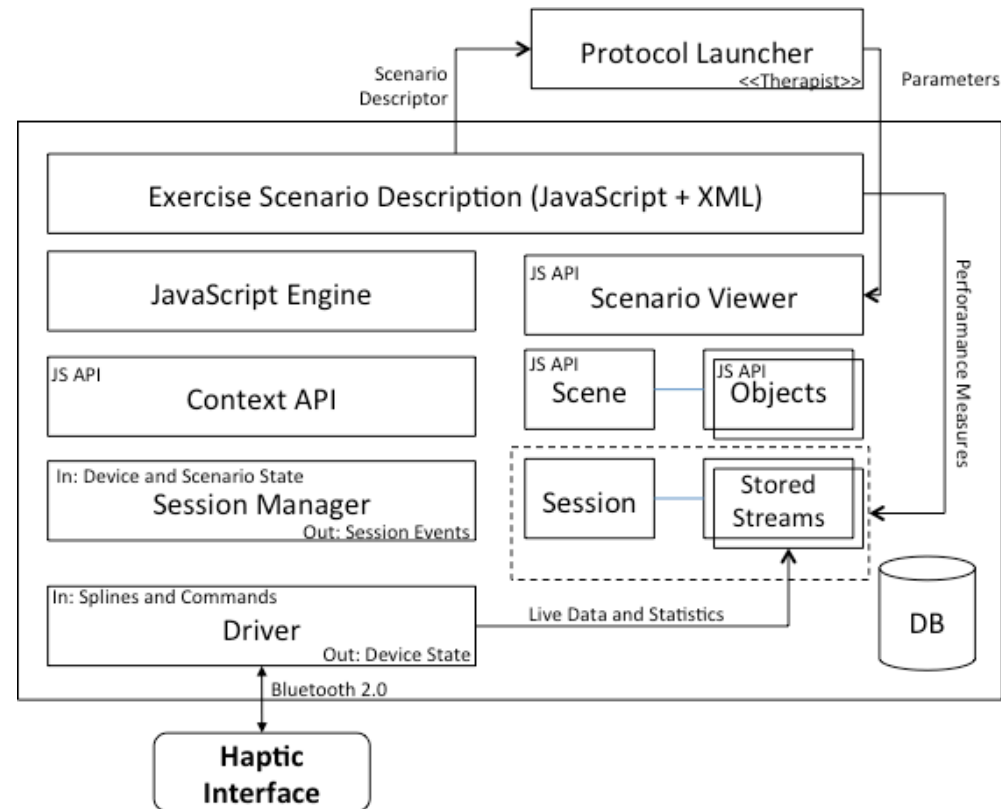 Protocol Launcher
<<Therapist>>
Scenario
Descriptor
Parameters
Exercise Scenario Description (JavaScript + XML)
JavaScript Engine
JS API
Scenario Viewer
Perforamance Measures
JS API
Context API
JS API
Scene
JS API
Objects
In: Device and Scenario State
Session Manager
Out: Session Events
Session
Stored
Streams
In: Splines and Commands
Driver
Out: Device State
Live Data and Statistics
DB
Bluetooth 2.0
Haptic
Interface